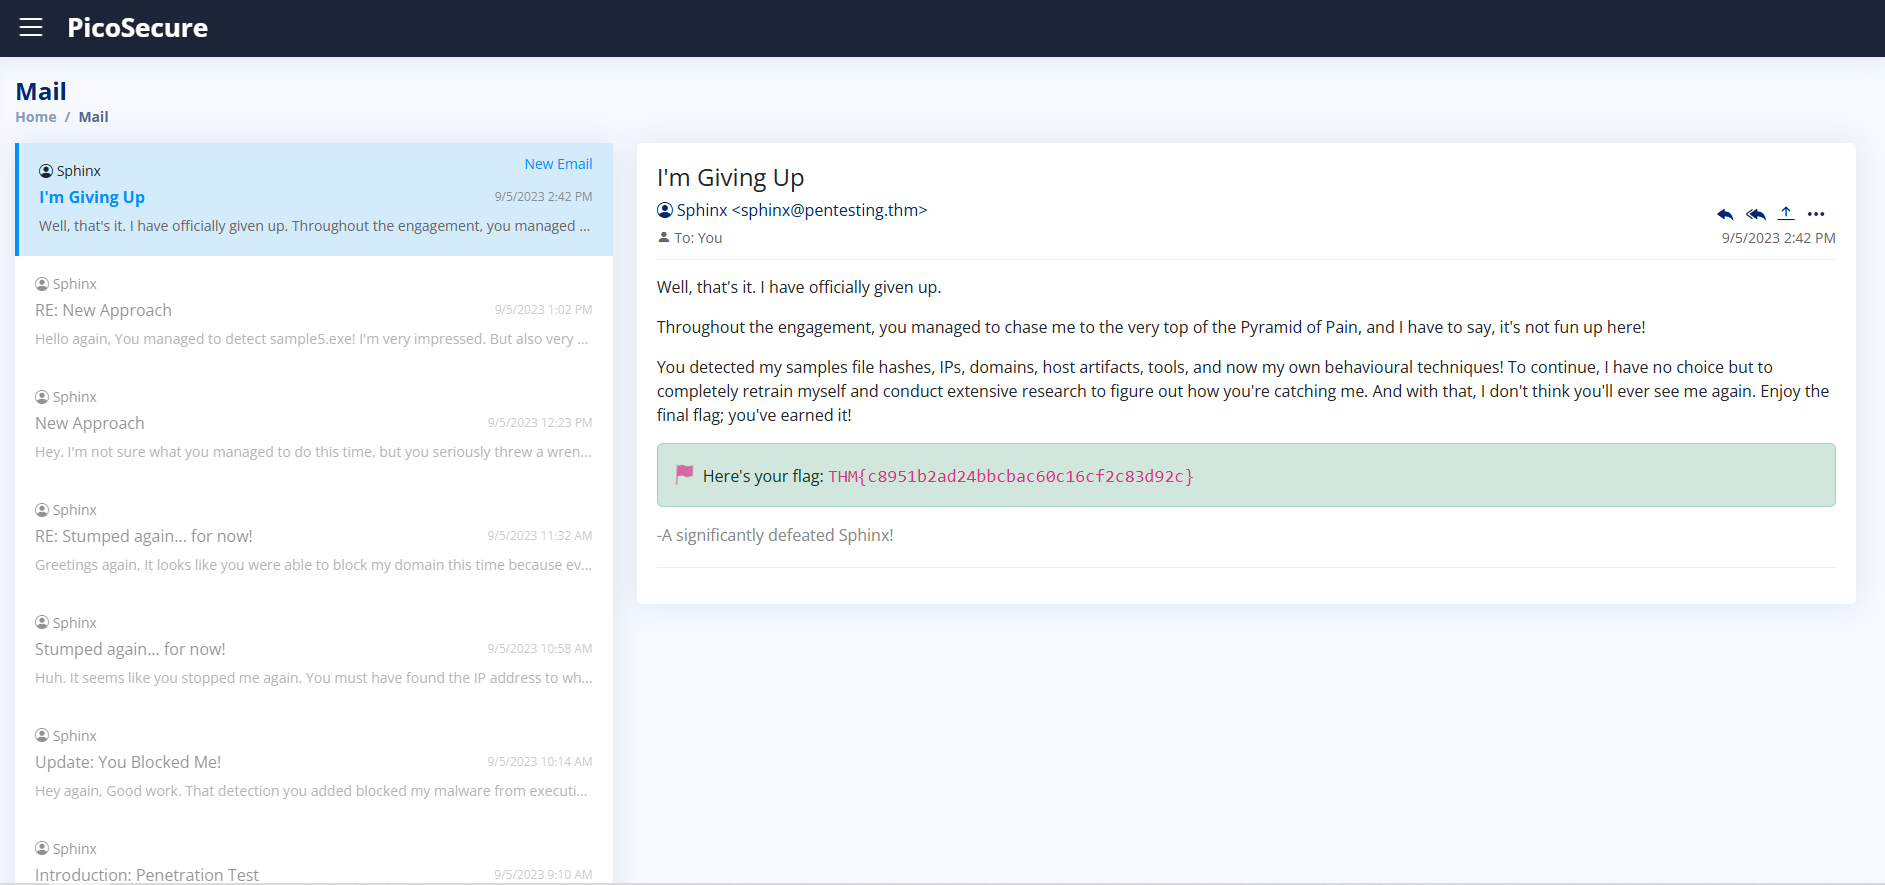 PicoSecure
Mail
Home / Mail
Sphinx
New Email
I'm Giving Up
9/5/2023 2:42 PM
Well, that's it. I have officially given up. Throughout the engagement, you managed ...
Sphinx
RE: New Approach
9/5/2023 1:02 PM
Hello again, You managed to detect sample5.exe! I'm very impressed. But also very ...
Sphinx
New Approach
9/5/2023 12:23 PM
Hey. I'm not sure what you managed to do this time, but you seriously threw a wren...
Sphinx
RE: Stumped again... for now!
9/5/2023 11:32 AM
Greetings again, It looks like you were able to block my domain this time because ev...
Sphinx
Stumped again... for now!
9/5/2023 10:58 AM
Huh. It seems like you stopped me again. You must have found the IP address to wh...
Sphinx
Update: You Blocked Me!
9/5/2023 10:14 AM
Hey again, Good work. That detection you added blocked my malware from executi...
Sphinx
Introduction: Penetration Test
9/5/2023 9:10 AM
I'm Giving Up
Sphinx <sphinx@pentesting.thm>
To: You
9/5/2023 2:42 PM
Well, that's it. I have officially given up.
Throughout the engagement, you managed to chase me to the very top of the Pyramid of Pain, and I have to say, it's not fun up here!
You detected my samples file hashes, IPs, domains, host artifacts, tools, and now my own behavioural techniques! To continue, I have no choice but to
completely retrain myself and conduct extensive research to figure out how you're catching me. And with that, I don't think you'll ever see me again. Enjoy the
final flag; you've earned it!
Here's your flag: THM{c8951b2ad24bbcbac60c16cf2c83d92c}
-A significantly defeated Sphinx!